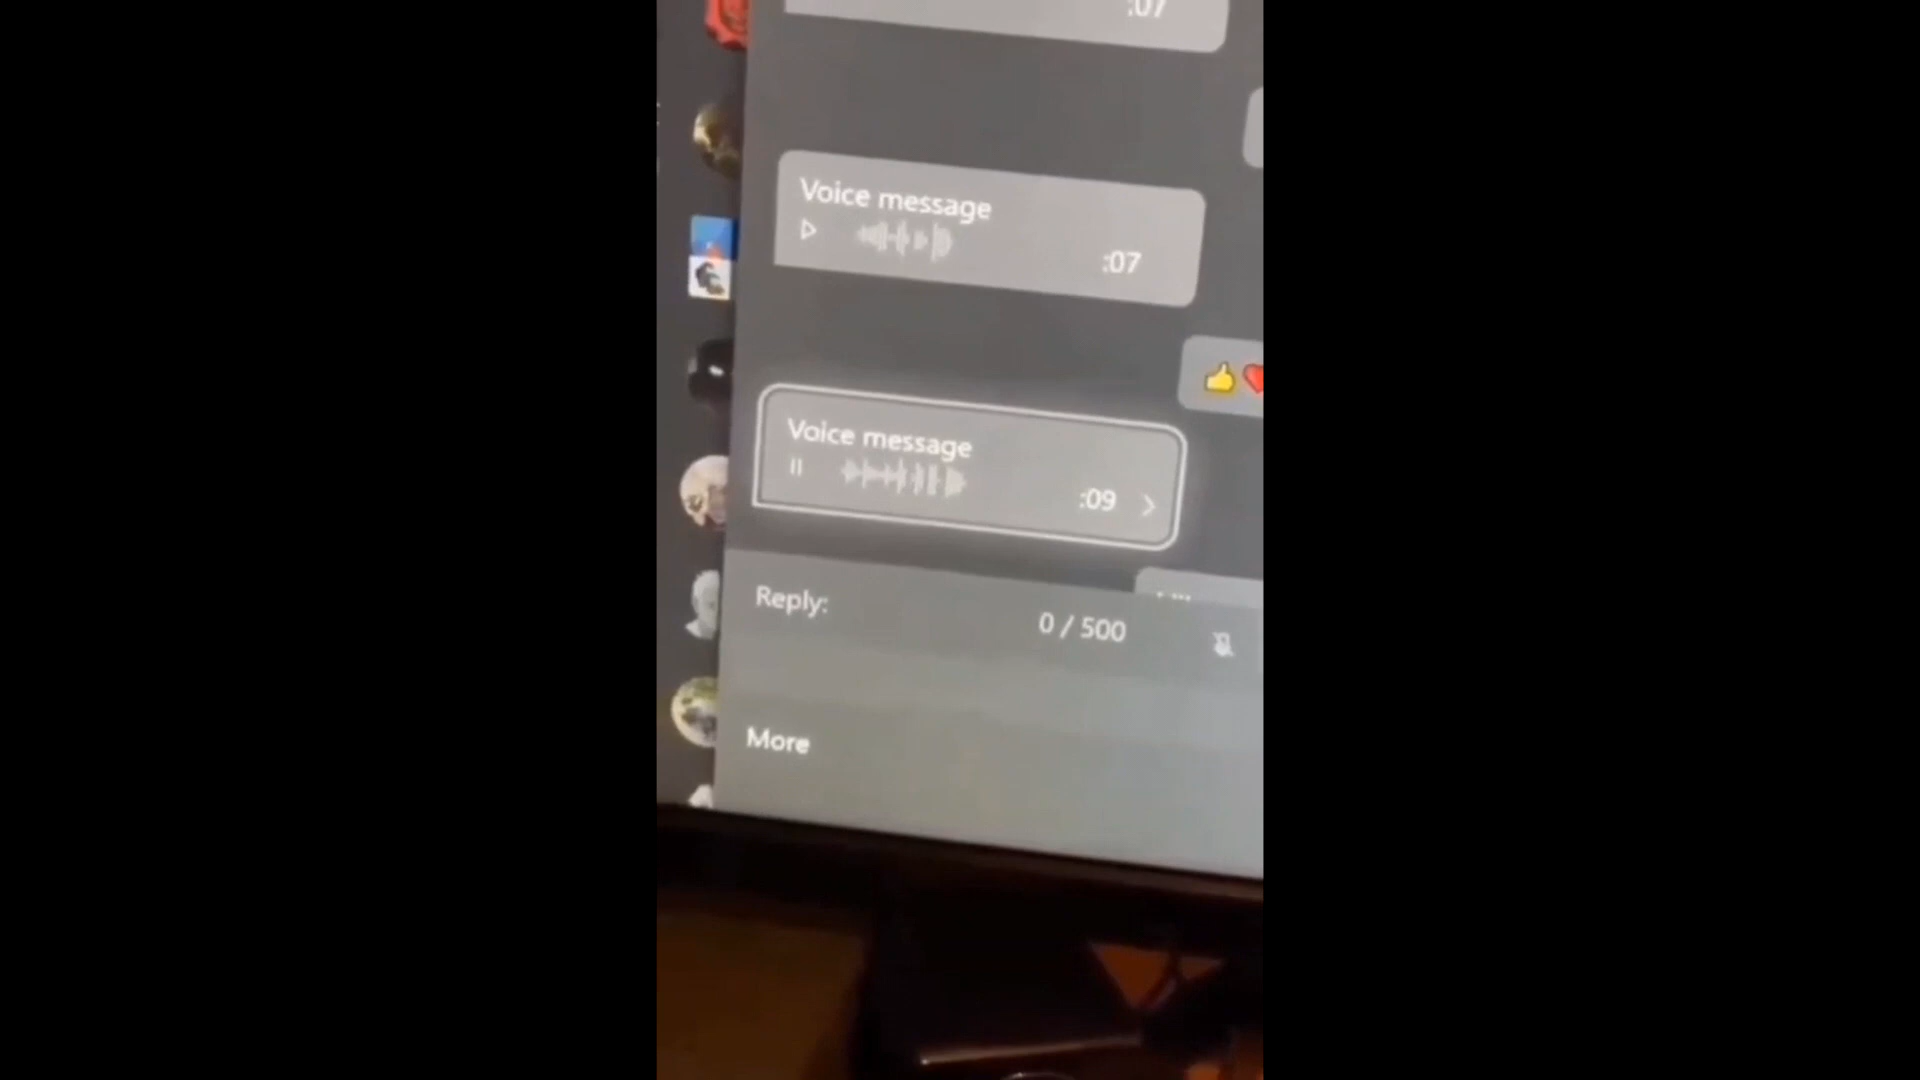 :07
Voice message
:07
👍❤
Voice message
:09
Reply:
0 / 500
More